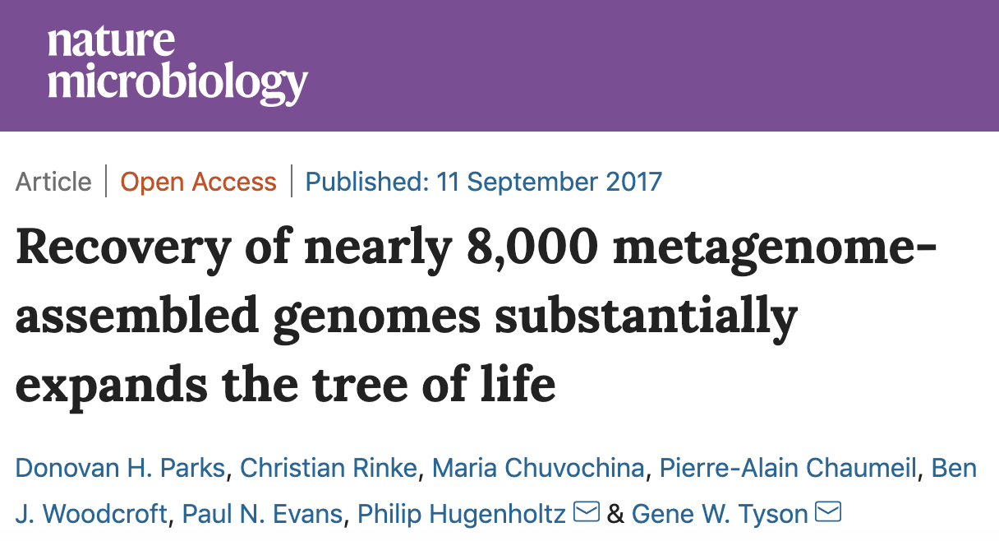 nature
microbiology
Article | Open Access | Published: 11 September 2017
Recovery of nearly 8,000 metagenome-
assembled genomes substantially
expands the tree of life
Donovan H. Parks, Christian Rinke, Maria Chuvochina, Pierre-Alain Chaumeil, Ben
J. Woodcroft, Paul N. Evans, Philip Hugenholtz & Gene W. Tyson